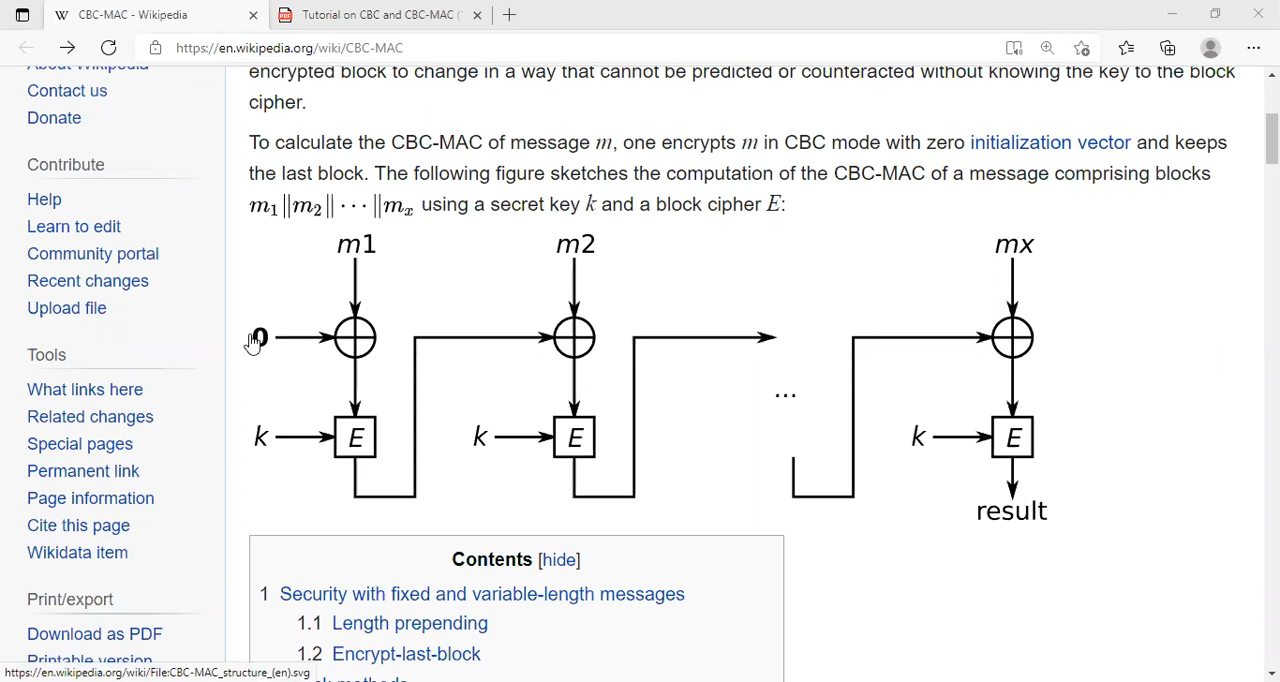 CBC-MAC - Wikipedia
Tutorial on CBC and CBC-MAC (
https://en.wikipedia.org/wiki/CBC-MAC
About Wikipedia
Contact us
Donate
Contribute
Help
Learn to edit
Community portal
Recent changes
Upload file
Tools
What links here
Related changes
Special pages
Permanent link
Page information
Cite this page
Wikidata item
Print/export
Download as PDF
Printable version
encrypted block to change in a way that cannot be predicted or counteracted without knowing the key to the block
cipher.
To calculate the CBC-MAC of message m, one encrypts m in CBC mode with zero initialization vector and keeps
the last block. The following figure sketches the computation of the CBC-MAC of a message comprising blocks
m₁||m₂||···||mₓ using a secret key k and a block cipher E:
m1 m2 mx
0
...
k E k E k E
result
Contents [hide]
1 Security with fixed and variable-length messages
1.1 Length prepending
1.2 Encrypt-last-block
https://en.wikipedia.org/wiki/File:CBC-MAC_structure_(en).svg